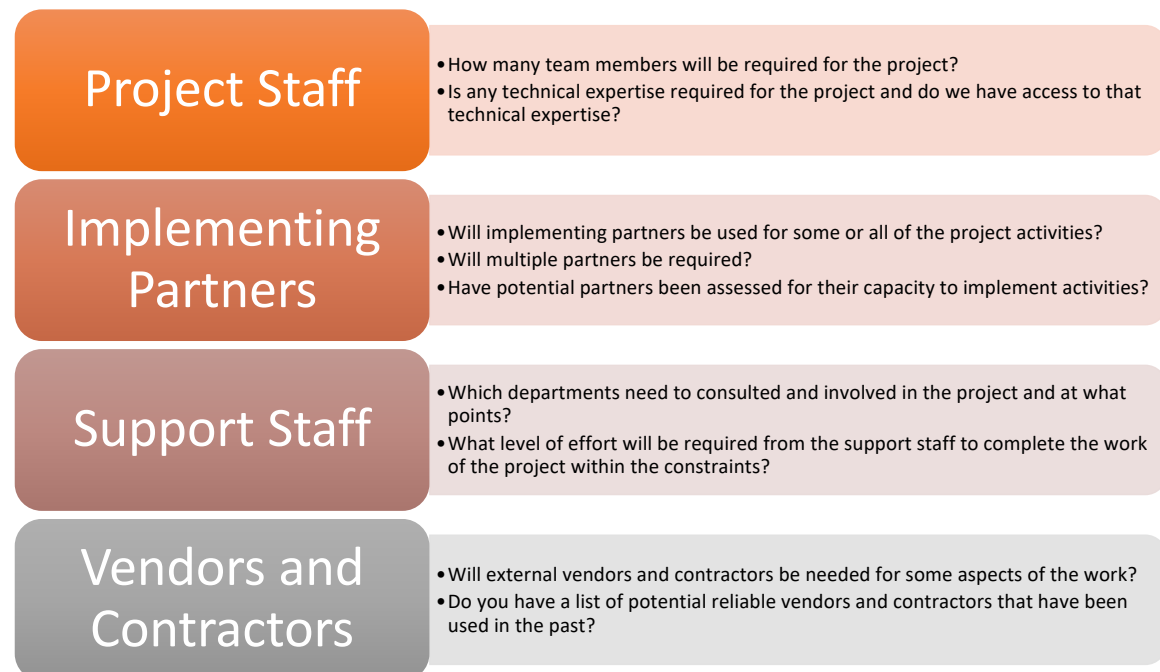 Project Staff
•How many team members will be required for the project?
•Is any technical expertise required for the project and do we have access to that
technical expertise?
Implementing
Partners
•Will implementing partners be used for some or all of the project activities?
•Will multiple partners be required?
•Have potential partners been assessed for their capacity to implement activities?
Support Staff
•Which departments need to consulted and involved in the project and at what
points?
•What level of effort will be required from the support staff to complete the work
of the project within the constraints?
Vendors and
Contractors
•Will external vendors and contractors be needed for some aspects of the work?
•Do you have a list of potential reliable vendors and contractors that have been
used in the past?